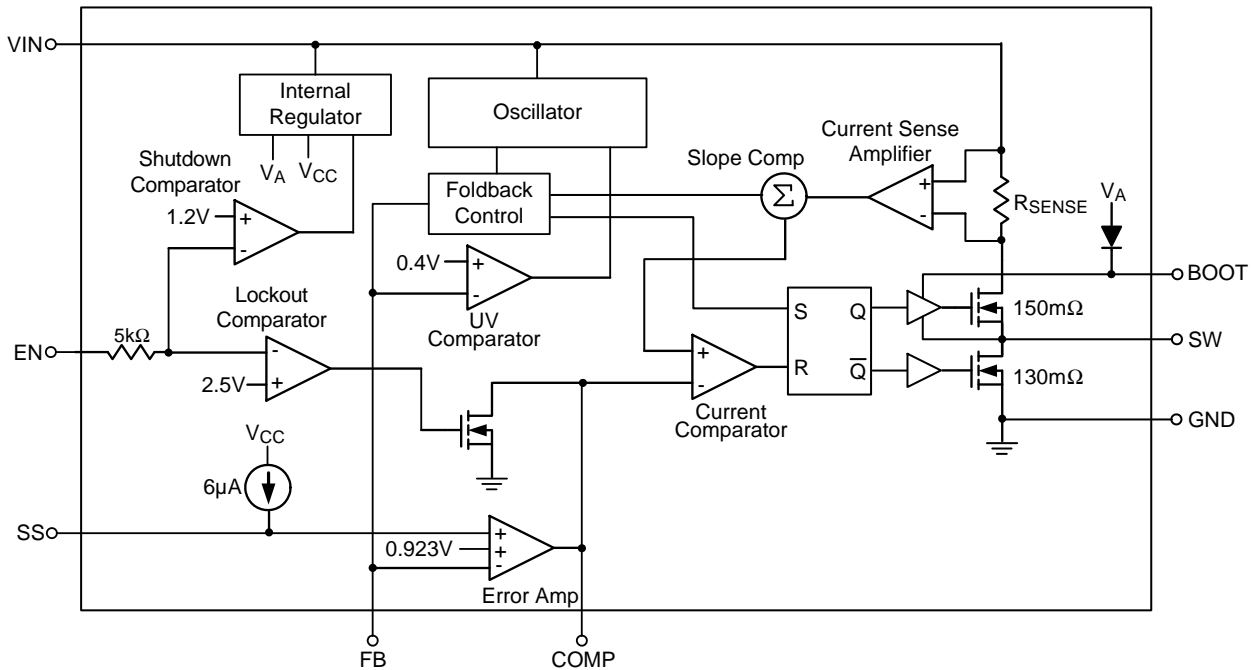 VIN
Internal
Regulator
Oscillator
Current Sense
Amplifier
Shutdown
Comparator
VA
VCC
Slope Comp
Foldback
Control
Σ
+
-
RSENSE
VA
1.2V
+
-
0.4V
+
-
UV
Comparator
BOOT
Lockout
Comparator
S
Q
150mΩ
5kΩ
EN
-
2.5V
+
+
-
R
Q
SW
130mΩ
Current
Comparator
GND
VCC
6µA
SS
+
0.923V
+
-
Error Amp
FB
COMP